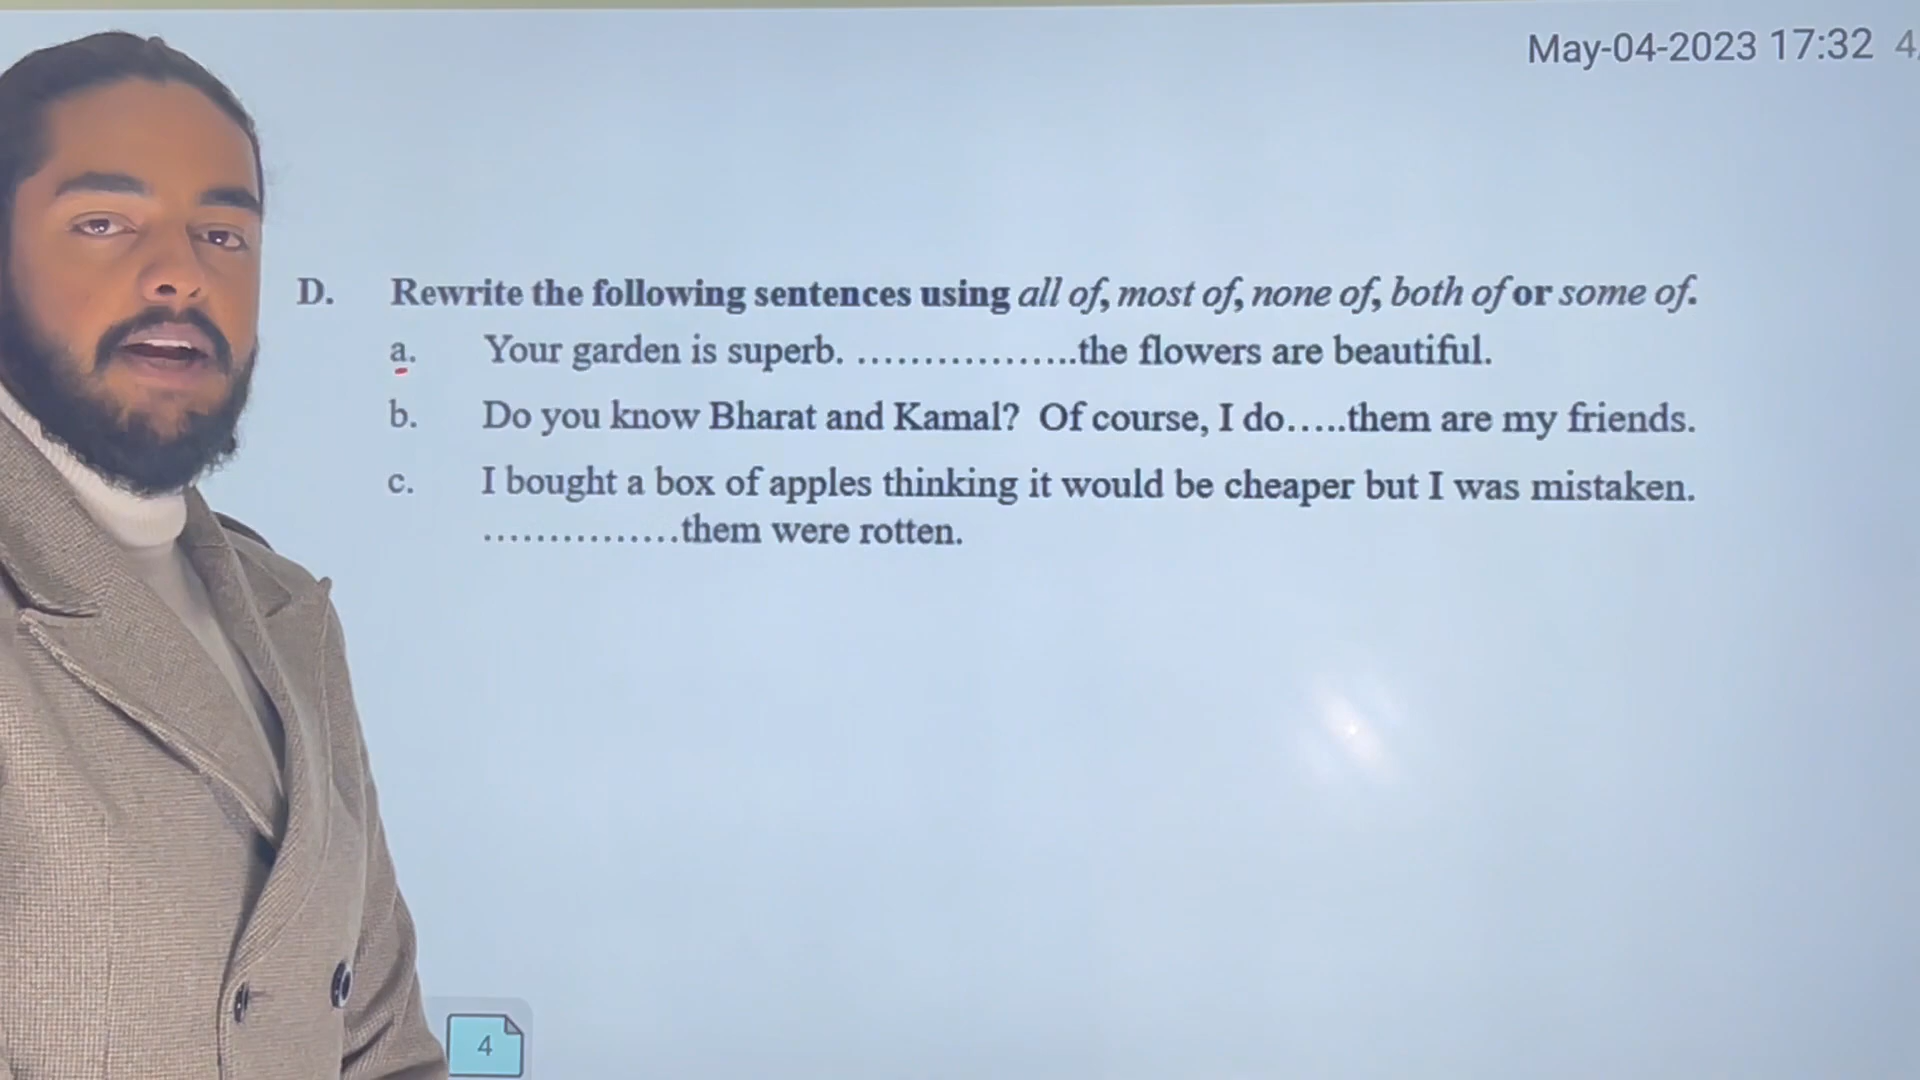 May-04-2023 17:32 4
D. Rewrite the following sentences using all of, most of, none of, both of or some of.
a. Your garden is superb. .................the flowers are beautiful.
b. Do you know Bharat and Kamal? Of course, I do.....them are my friends.
c. I bought a box of apples thinking it would be cheaper but I was mistaken.
...............them were rotten.
4